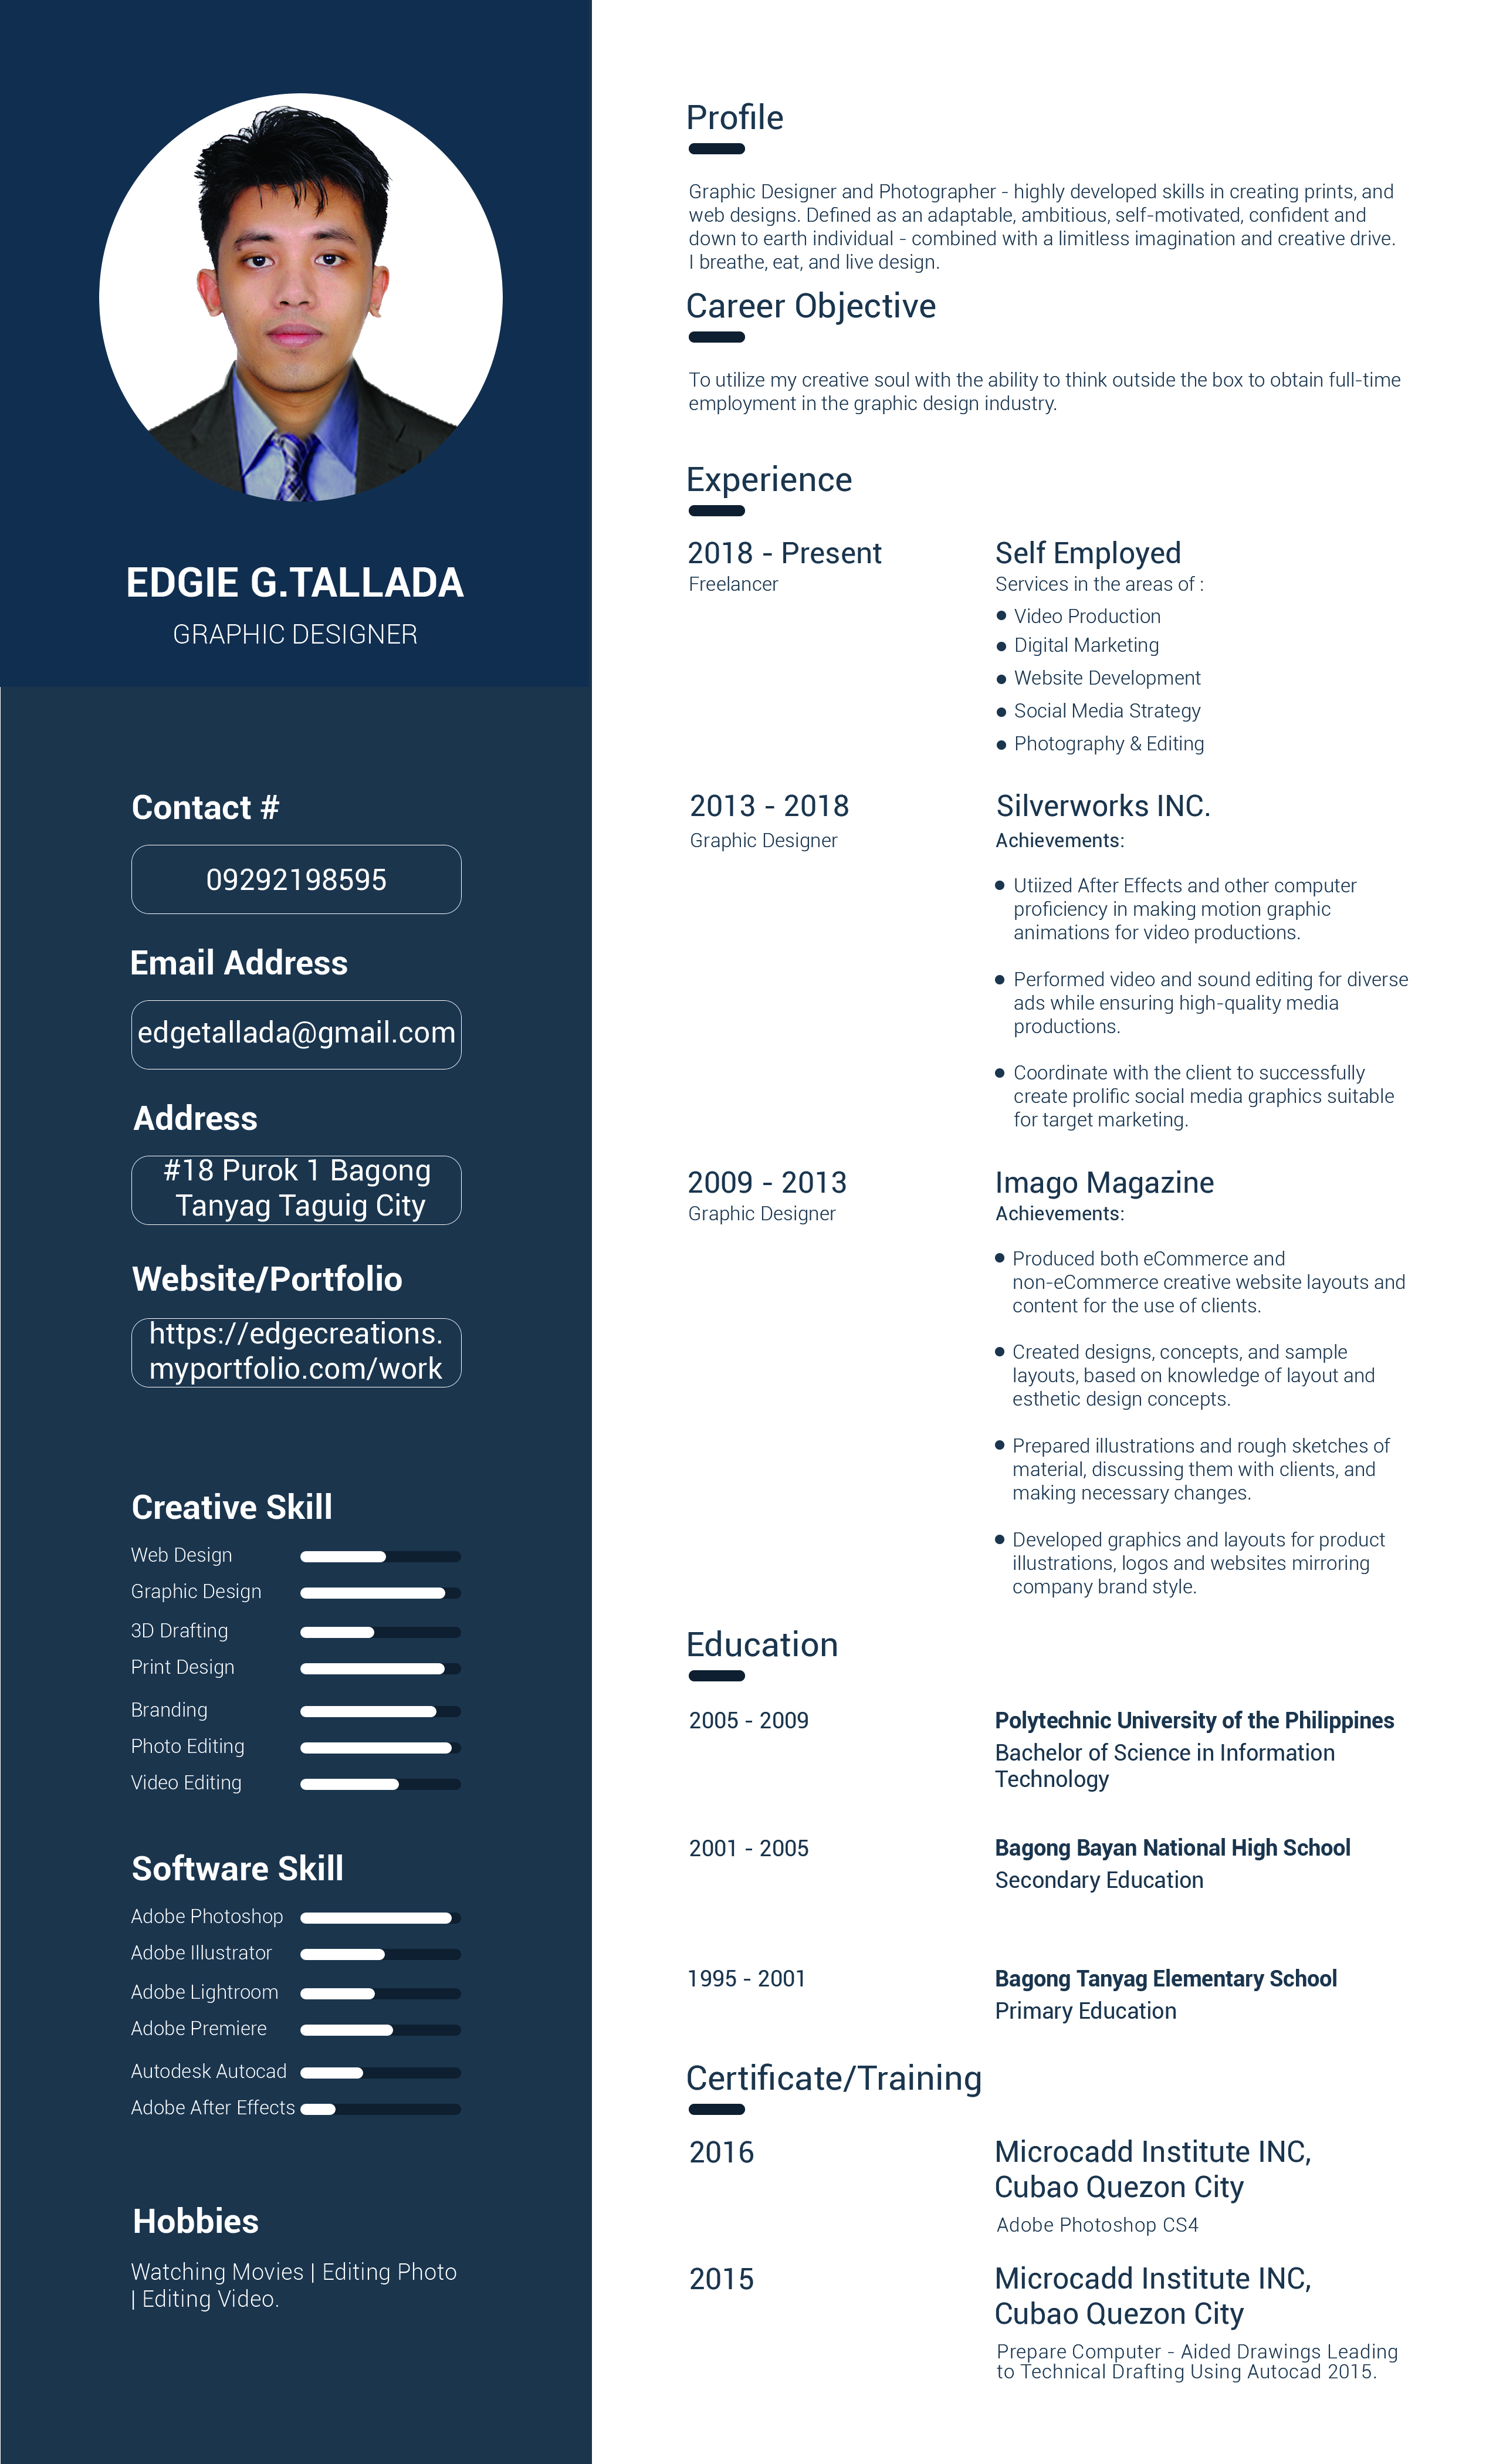 EDGIE G.TALLADA
GRAPHIC DESIGNER
Contact #
09292198595
Email Address
edgetallada@gmail.com
Address
#18 Purok 1 Bagong
Tanyag Taguig City
Website/Portfolio
https://edgecreations.
myportfolio.com/work
Creative Skill
Web Design
Graphic Design
3D Drafting
Print Design
Branding
Photo Editing
Video Editing
Software Skill
Adobe Photoshop
Adobe Illustrator
Adobe Lightroom
Adobe Premiere
Autodesk Autocad
Adobe After Effects
Hobbies
Watching Movies | Editing Photo
| Editing Video.
Profile
Graphic Designer and Photographer - highly developed skills in creating prints, and
web designs. Defined as an adaptable, ambitious, self-motivated, confident and
down to earth individual - combined with a limitless imagination and creative drive.
I breathe, eat, and live design.
Career Objective
To utilize my creative soul with the ability to think outside the box to obtain full-time
employment in the graphic design industry.
Experience
2018 - Present
Freelancer
Self Employed
Services in the areas of :
● Video Production
● Digital Marketing
● Website Development
● Social Media Strategy
● Photography & Editing
2013 - 2018
Graphic Designer
Silverworks INC.
Achievements:
● Utiized After Effects and other computer
proficiency in making motion graphic
animations for video productions.
● Performed video and sound editing for diverse
ads while ensuring high-quality media
productions.
● Coordinate with the client to successfully
create prolific social media graphics suitable
for target marketing.
2009 - 2013
Graphic Designer
Imago Magazine
Achievements:
● Produced both eCommerce and
non-eCommerce creative website layouts and
content for the use of clients.
● Created designs, concepts, and sample
layouts, based on knowledge of layout and
esthetic design concepts.
● Prepared illustrations and rough sketches of
material, discussing them with clients, and
making necessary changes.
● Developed graphics and layouts for product
illustrations, logos and websites mirroring
company brand style.
Education
2005 - 2009
Polytechnic University of the Philippines
Bachelor of Science in Information
Technology
2001 - 2005
Bagong Bayan National High School
Secondary Education
1995 - 2001
Bagong Tanyag Elementary School
Primary Education
Certificate/Training
2016
Microcadd Institute INC,
Cubao Quezon City
Adobe Photoshop CS4
2015
Microcadd Institute INC,
Cubao Quezon City
Prepare Computer - Aided Drawings Leading
to Technical Drafting Using Autocad 2015.